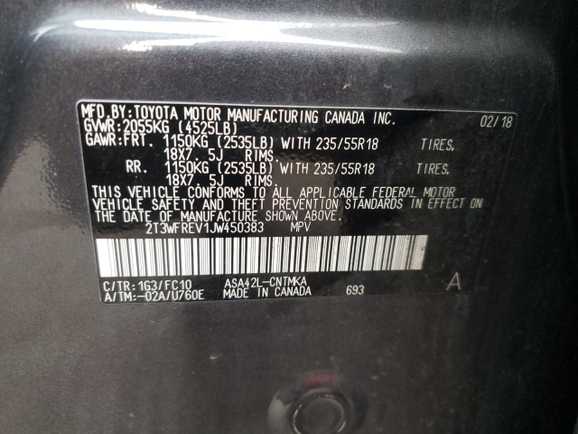 MFD.BY:TOYOTA MOTOR MANUFACTURING CANADA INC. 02/18
GVWR:2055KG (4525LB)
GAWR:FRT. 1150KG (2535LB) WITH 235/55R18 TIRES.
18X7 5J RIMS.
RR. 1150KG (2535LB) WITH 235/55R18 TIRES.
18X7 5J RIMS.
THIS VEHICLE CONFORMS TO ALL APPLICABLE FEDERAL MOTOR
VEHICLE SAFETY AND THEFT PREVENTION STANDARDS IN EFFECT ON
THE DATE OF MANUFACTURE SHOWN ABOVE.
2T3WFREV1JW450383 MPV
C/TR:1G3/FC10 ASA42L-CNTMKA A
A/TM:-02A/U760E MADE IN CANADA 693